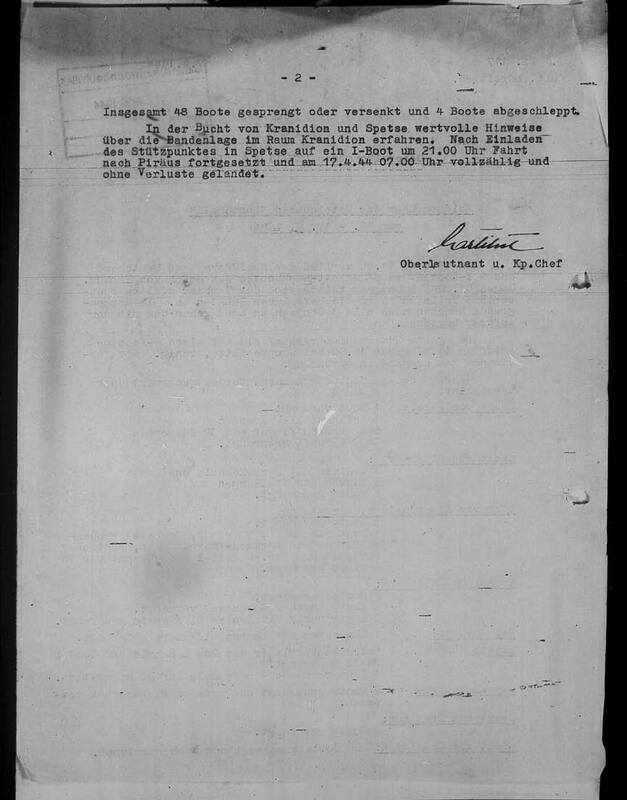 - 2 -
Insgesamt 48 Boote gesprengt oder versenkt und 4 Boote abgeschleppt.
In der Bucht von Kranidion und Spetse wertvolle Hinweise
über die Bandenlage im Raum Kranidion erfahren. Nach Einladen
des Stützpunktes in Spetse auf ein I-Boot um 21.00 Uhr Fahrt
nach Piräus fortgesetzt und am 17.4.44 07.00 Uhr vollzählig und
ohne Verluste gelandet.
Oberleutnant u. Kp.Chef